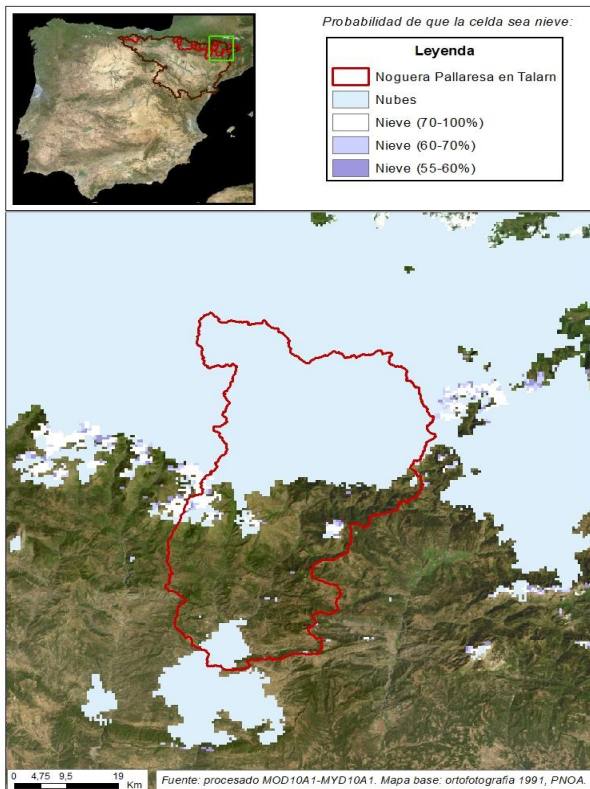 Probabilidad de que la celda sea nieve:
Leyenda
Noguera Pallaresa en Talarn
Nubes
Nieve (70-100%)
Nieve (60-70%)
Nieve (55-60%)
0 4,75 9,5 19
Km
Fuente: procesado MOD10A1-MYD10A1. Mapa base: ortofotografia 1991, PNOA.